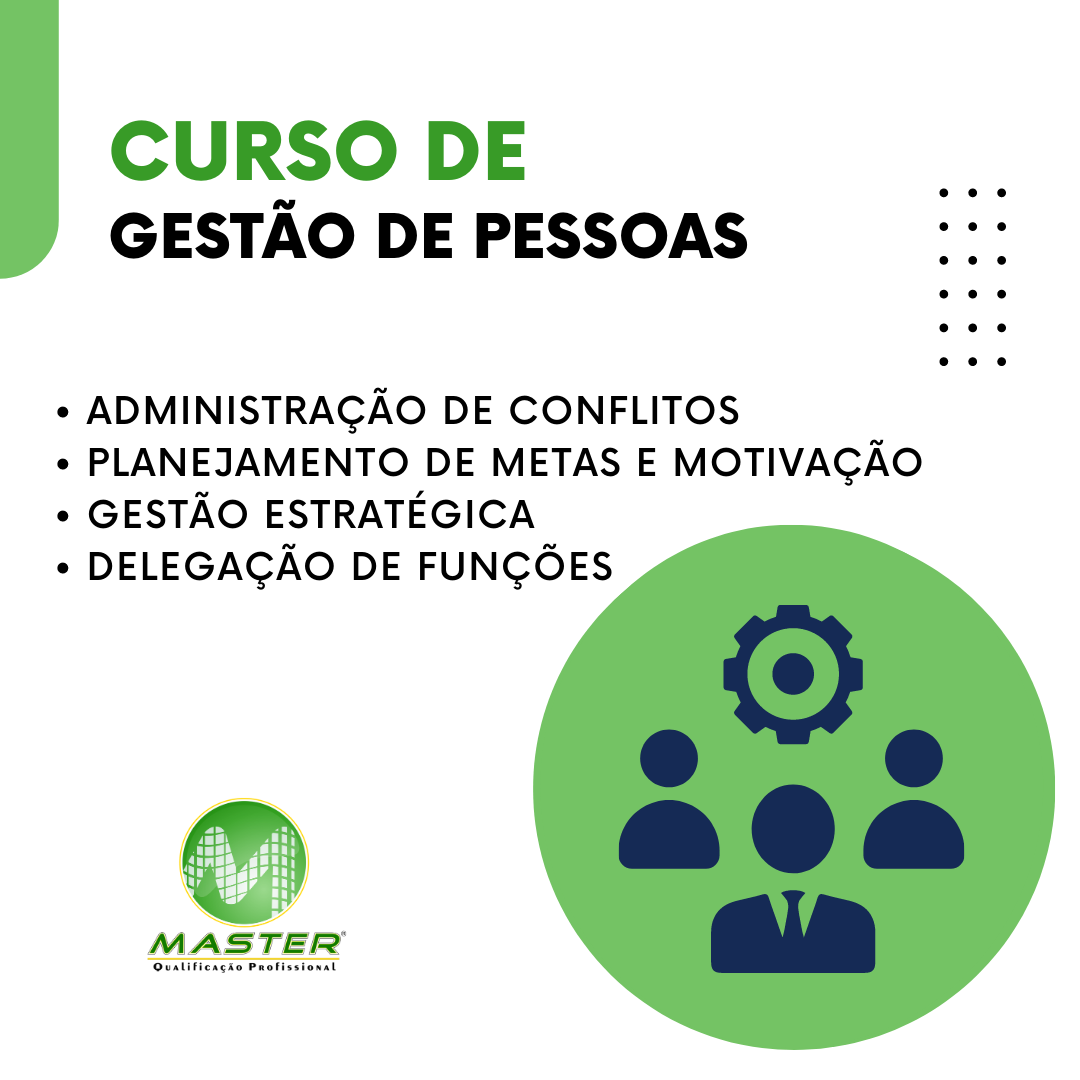 CURSO DE
GESTÃO DE PESSOAS
• ADMINISTRAÇÃO DE CONFLITOS
• PLANEJAMENTO DE METAS E MOTIVAÇÃO
• GESTÃO ESTRATÉGICA
• DELEGAÇÃO DE FUNÇÕES
MASTER®
Qualificação Profissional